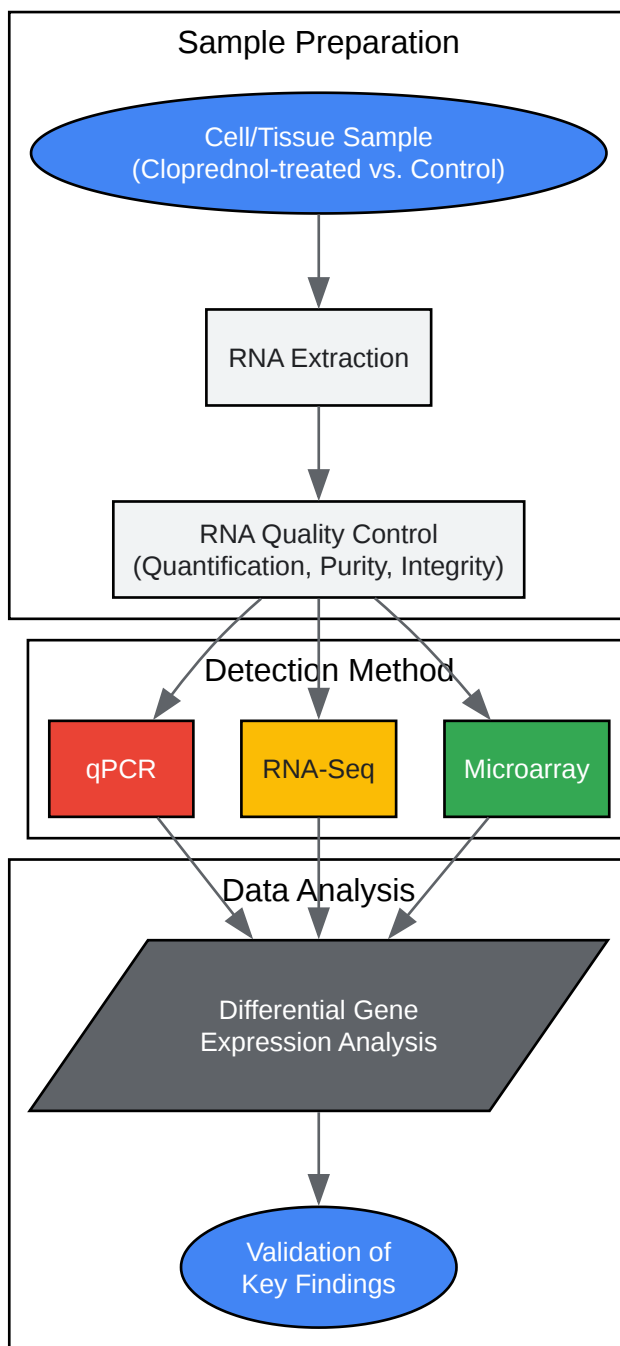 Sample Preparation
Cell/Tissue Sample
(Cloprednol-treated vs. Control)
RNA Extraction
RNA Quality Control
(Quantification, Purity, Integrity)
Detection Method
qPCR
RNA-Seq
Microarray
Data Analysis
Differential Gene
Expression Analysis
Validation of
Key Findings